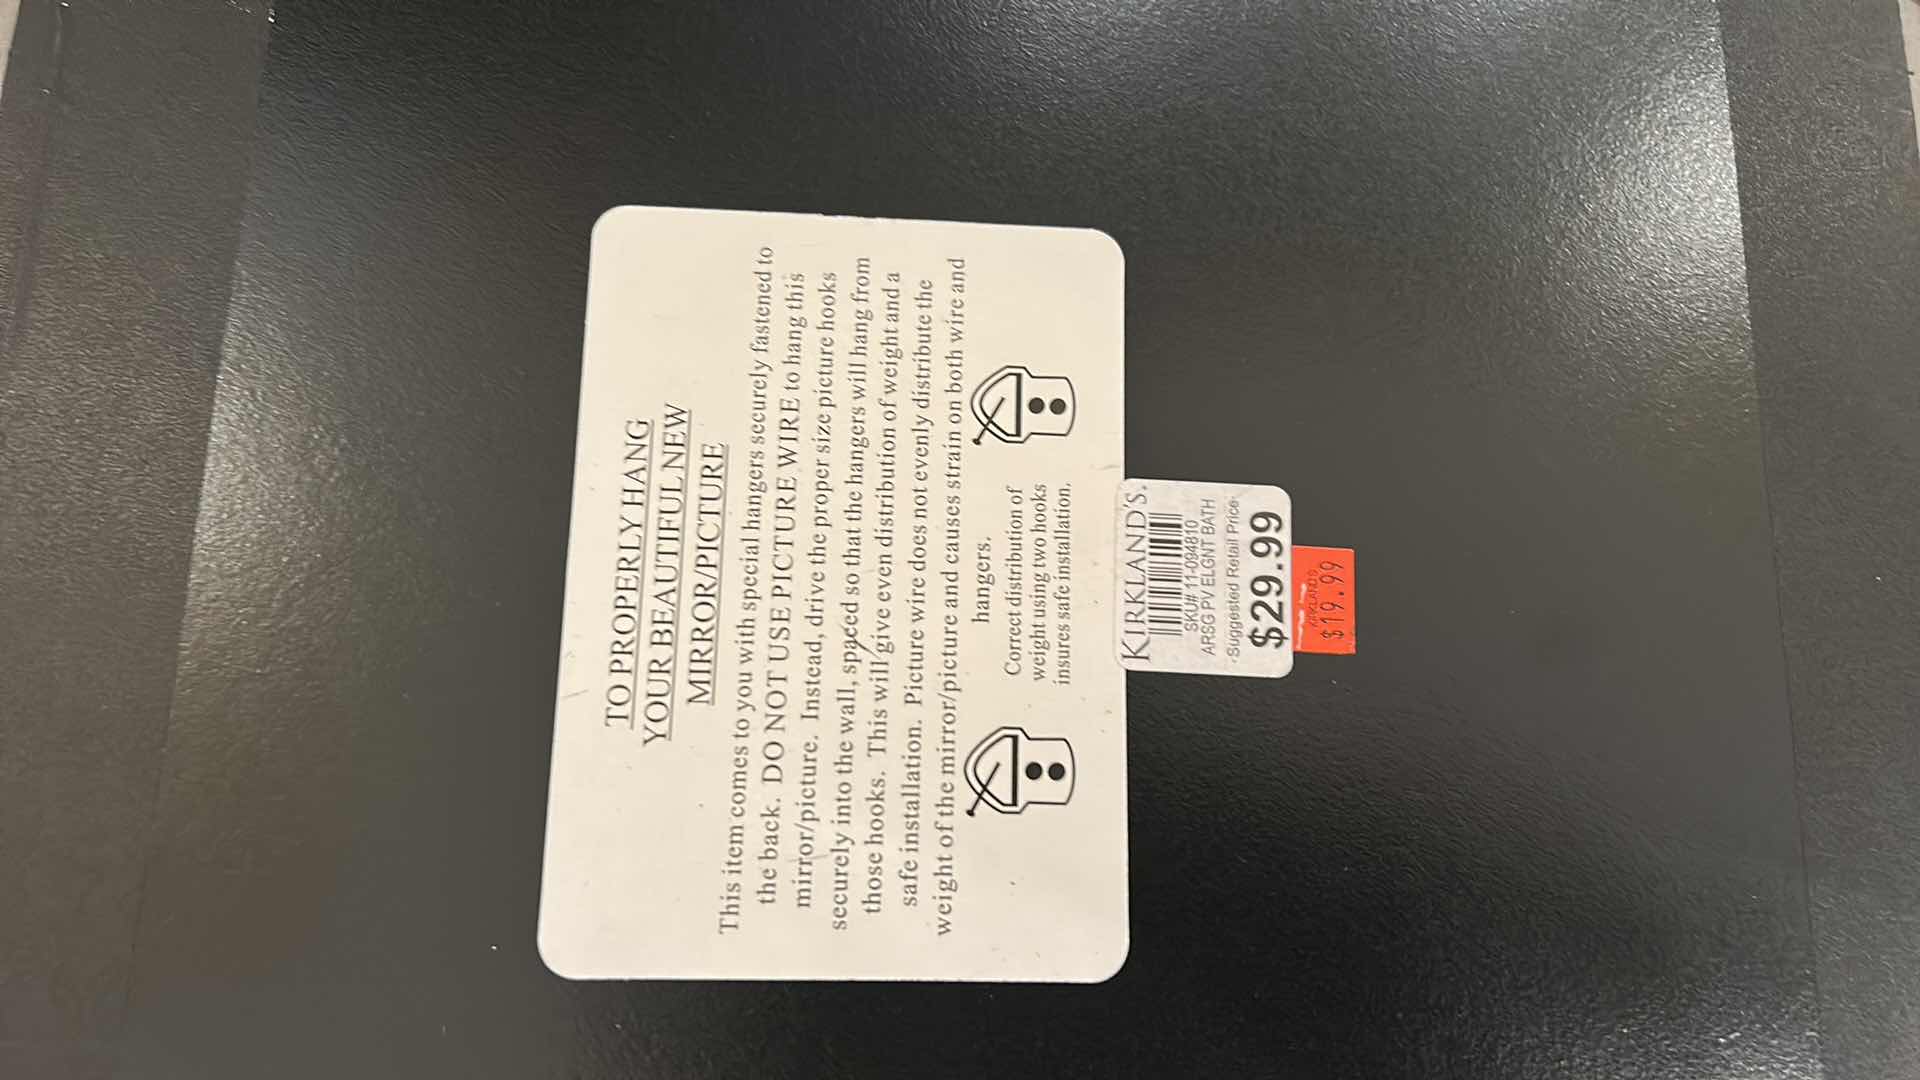 TO PROPERLY HANG
YOUR BEAUTIFUL NEW
MIRROR/PICTURE
This item comes to you with special hangers securely fastened to
the back. DO NOT USE PICTURE WIRE to hang this
mirror/picture. Instead, drive the proper size picture hooks
securely into the wall, spaced so that the hangers will hang from
those hooks. This will give even distribution of weight and a
safe installation. Picture wire does not evenly distribute the
weight of the mirror/picture and causes strain on both wire and
hangers.
Correct distribution of
weight using two hooks
insures safe installation.
KIRKLAND'S.
SKU# 11-094810
ARSG PV ELGNT BATH
-Suggested Retail Price-
$29.99
KIRKLAND'S
$19.99